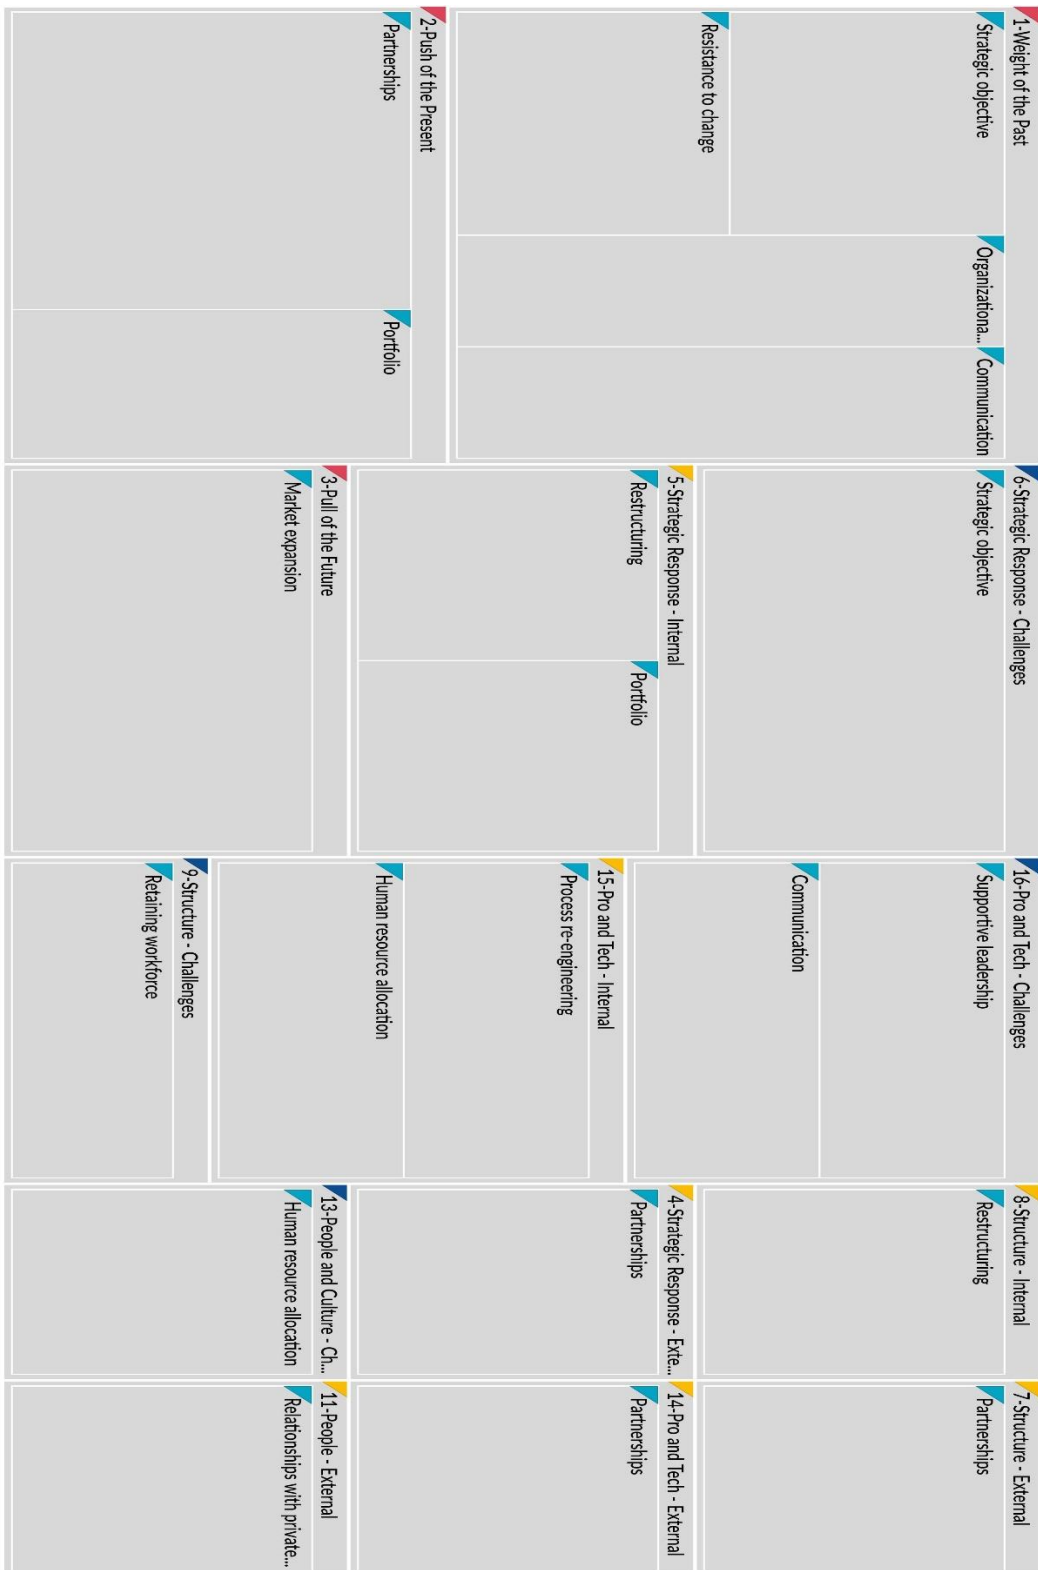 1-Weight of the Past
Strategic objective
Resistance to change
Organizationa...
Communication
2-Push of the Present
Partnerships
Portfolio
6-Strategic Response - Challenges
Strategic objective
5-Strategic Response - Internal
Restructuring
Portfolio
3-Pull of the Future
Market expansion
16-Pro and Tech - Challenges
Supportive leadership
Communication
15-Pro and Tech - Internal
Process re-engineering
Human resource allocation
9-Structure - Challenges
Retaining workforce
8-Structure - Internal
Restructuring
4-Strategic Response - Exte...
Partnerships
13-People and Culture - Ch...
Human resource allocation
7-Structure - External
Partnerships
14-Pro and Tech - External
Partnerships
11-People - External
Relationships with private...